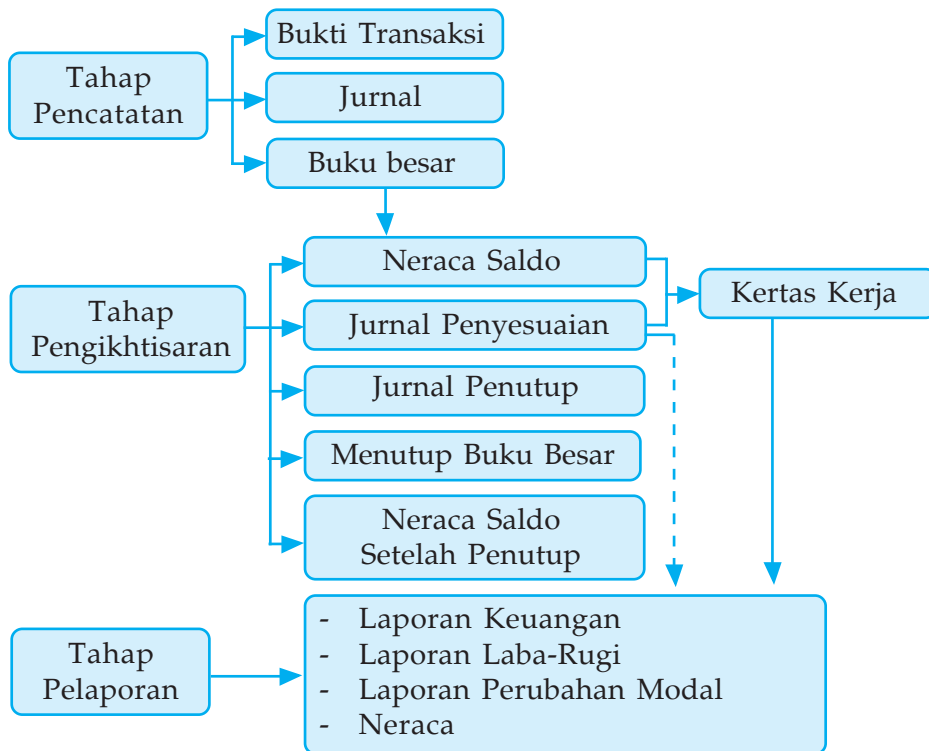 Tahap
Pencatatan
Bukti Transaksi
Jurnal
Buku besar
Tahap
Pengikhtisaran
Neraca Saldo
Jurnal Penyesuaian
Jurnal Penutup
Menutup Buku Besar
Neraca Saldo
Setelah Penutup
Kertas Kerja
Tahap
Pelaporan
- Laporan Keuangan
- Laporan Laba-Rugi
- Laporan Perubahan Modal
- Neraca